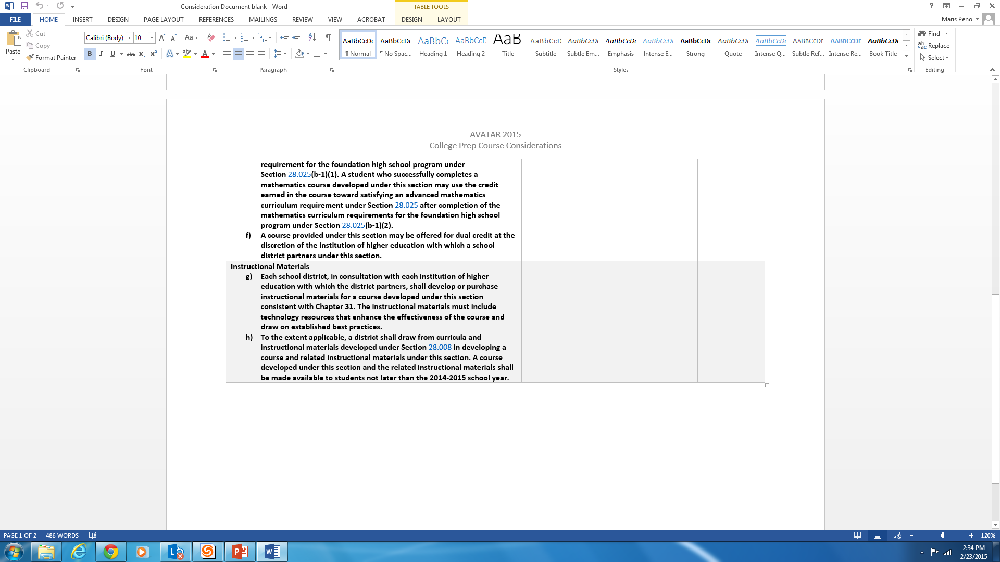 Consideration Document blank - Word
TABLE TOOLS
?
FILE
HOME
INSERT
DESIGN
PAGE LAYOUT
REFERENCES
MAILINGS
REVIEW
VIEW
ACROBAT
DESIGN
LAYOUT
Maris Peno
Paste
Cut
Copy
Format Painter
Clipboard
Calibri (Body)
10
Font
Paragraph
AaBbCcDc AaBbCcDc AaBbCc AaBbCcD AaBl AaBbCcD AaBbCcDc AaBbCcDc AaBbCcDc AaBbCcDc AaBbCcDc AaBbCcDc AABBCCDE AABBCCDE AaBbCcDc
¶ Normal ¶ No Spac... Heading 1 Heading 2 Title Subtitle Subtle Em... Emphasis Intense E... Strong Quote Intense Q... Subtle Ref... Intense Re... Book Title
Styles
Find
Replace
Select
Editing
AVATAR 2015
College Prep Course Considerations
requirement for the foundation high school program under
Section 28.025(b-1)(1). A student who successfully completes a
mathematics course developed under this section may use the credit
earned in the course toward satisfying an advanced mathematics
curriculum requirement under Section 28.025 after completion of the
mathematics curriculum requirements for the foundation high school
program under Section 28.025(b-1)(2).
f) A course provided under this section may be offered for dual credit at the
discretion of the institution of higher education with which a school
district partners under this section.
Instructional Materials
g) Each school district, in consultation with each institution of higher
education with which the district partners, shall develop or purchase
instructional materials for a course developed under this section
consistent with Chapter 31. The instructional materials must include
technology resources that enhance the effectiveness of the course and
draw on established best practices.
h) To the extent applicable, a district shall draw from curricula and
instructional materials developed under Section 28.008 in developing a
course and related instructional materials under this section. A course
developed under this section and the related instructional materials shall
be made available to students not later than the 2014-2015 school year.
PAGE 1 OF 2
486 WORDS
120%
2:34 PM
2/23/2015